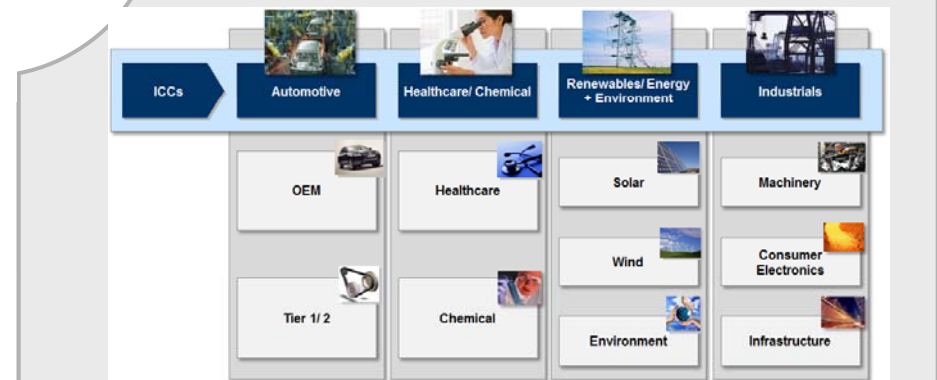 ICCs
Automotive
Healthcare/ Chemical
Renewables/ Energy
+ Environment
Industrials
OEM
Healthcare
Solar
Machinery
Wind
Consumer
Electronics
Tier 1/ 2
Chemical
Environment
Infrastructure